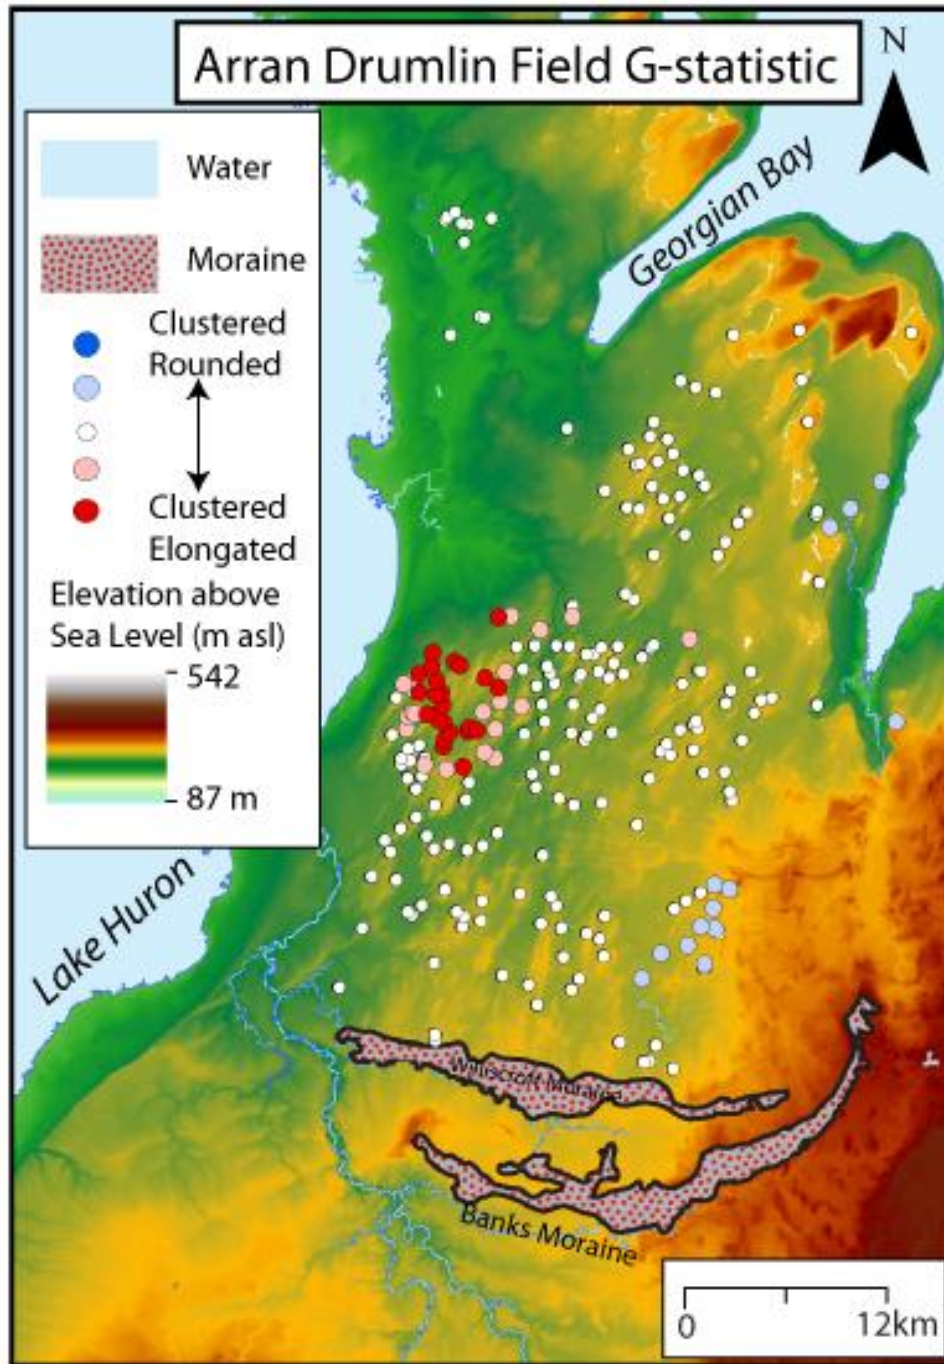 Arran Drumlin Field G-statistic
N
Water
Moraine
Clustered
Rounded
Clustered
Elongated
Elevation above
Sea Level (m asl)
542
87 m
Georgian Bay
Lake Huron
Moraine
Banks Moraine
0
12km